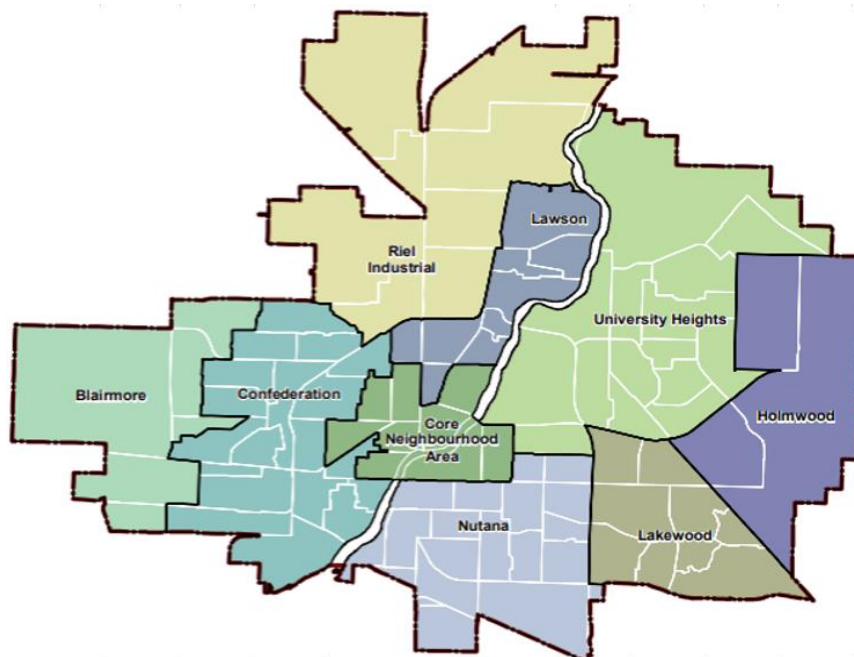 Lawson
Riel
Industrial
University Heights
Blairmore
Confederation
Holmwood
Core
Neighbourhood
Area
Nutana
Lakewood